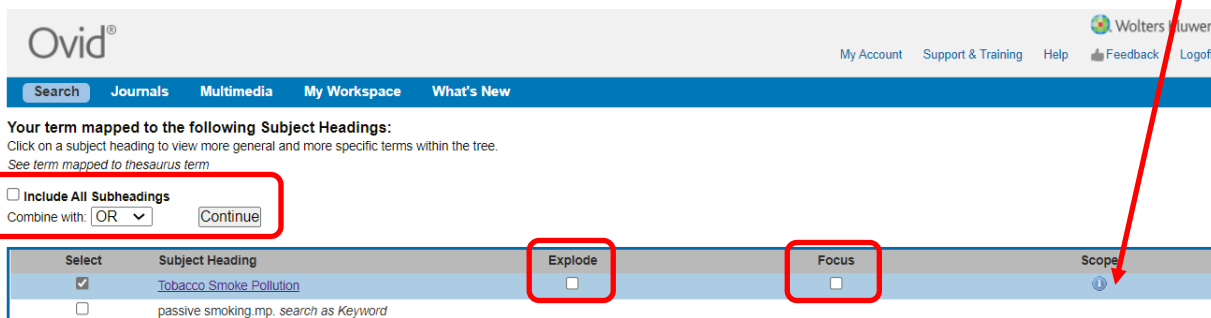 Ovid®
Wolters Kluwer
My Account Support & Training Help Feedback Logoff
Search Journals Multimedia My Workspace What's New
Your term mapped to the following Subject Headings:
Click on a subject heading to view more general and more specific terms within the tree.
See term mapped to thesaurus term
Include All Subheadings
Combine with: OR Continue
Select Subject Heading Explode Focus Scope
Tobacco Smoke Pollution
passive smoking.mp. search as Keyword